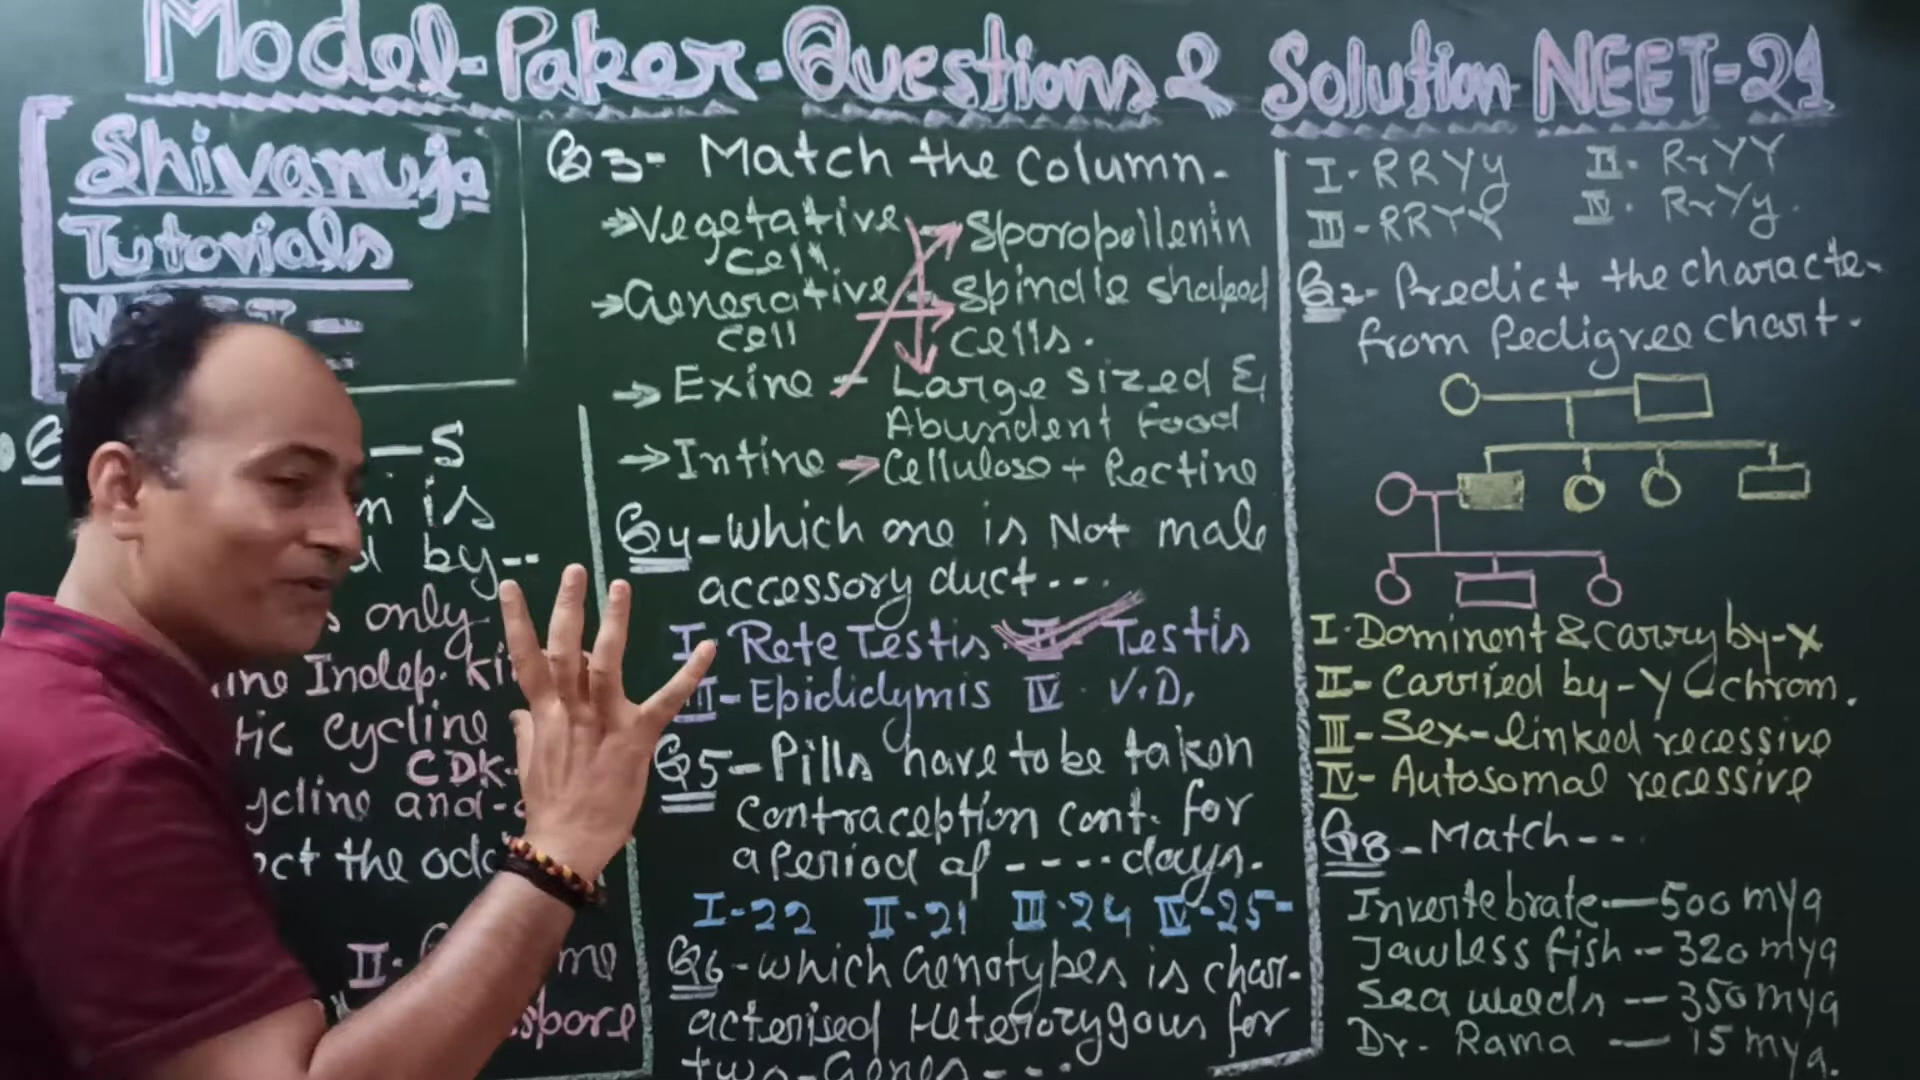 Model-Paper-Questions & Solution NEET-21
Shivanuja
Tutorials
—S
is
by--
only
Indep.
cycline
CDK-
and-
the odd
II-
Q3- Match the Column.
Vegetative
cell
Sporopollenin
Generative
cell
Spindle shaped
cells.
Exine - Large sized &
Abundent food
Intine → Cellulose + Pectine
Q4-which one is Not male
accessory duct...
I- Rete Testis II- Testis
III-Epididymis IV. V.D.
Q5-Pills have to be taken
Contraception cont. for
a Period of ---- days.
I-22 II-21 III-24 IV-25-
Q6-which Genotypes is char-
acterised Heterozygous for
two-Genes---.
I-RRYy II- RrYY
III-RRYY IV. RrYy.
Predict the characte-
from Pedigree chart.
I. Dominent & carry by-X
II- Carried by-Y-chrom.
III- Sex-linked recessive
IV- Autosomal recessive
Q8-Match--.
Invertebrate—500 mya
Jawless fish -- 320 mya
Sea weeds -- 350 mya
Dr. Rama — 15 mya.